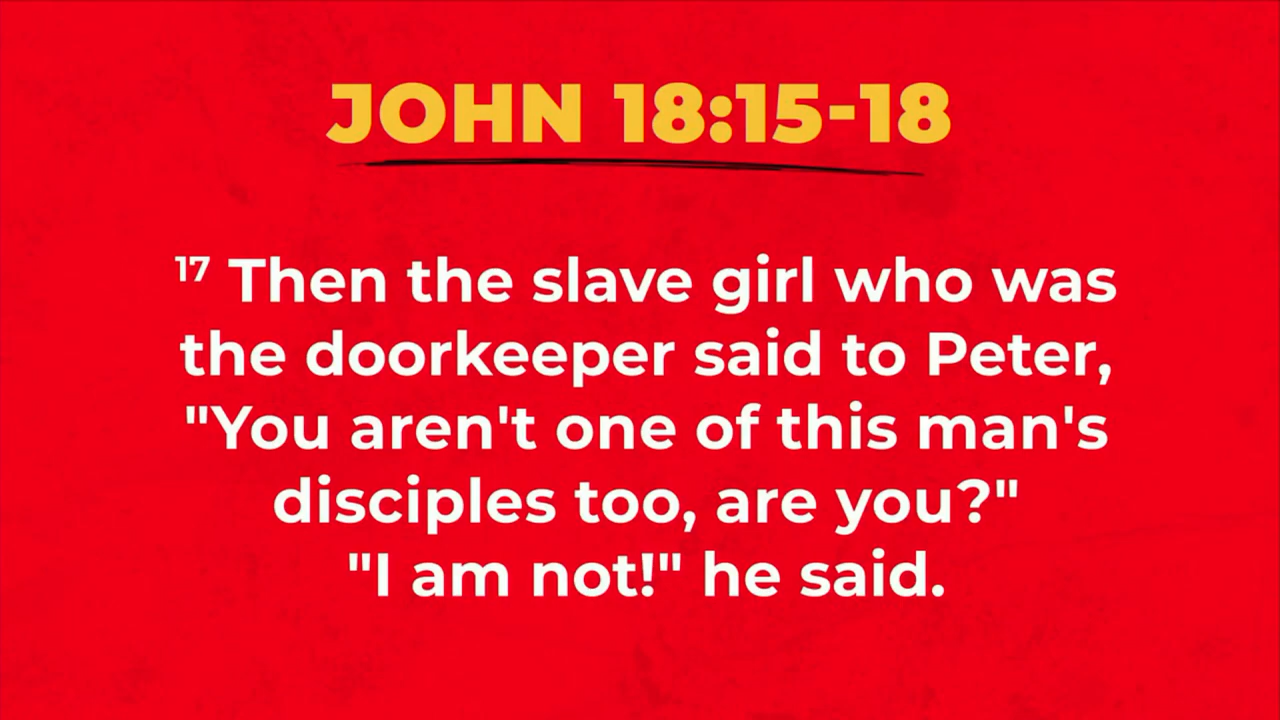 JOHN 18:15-18
¹⁷ Then the slave girl who was
the doorkeeper said to Peter,
"You aren't one of this man's
disciples too, are you?"
"I am not!" he said.